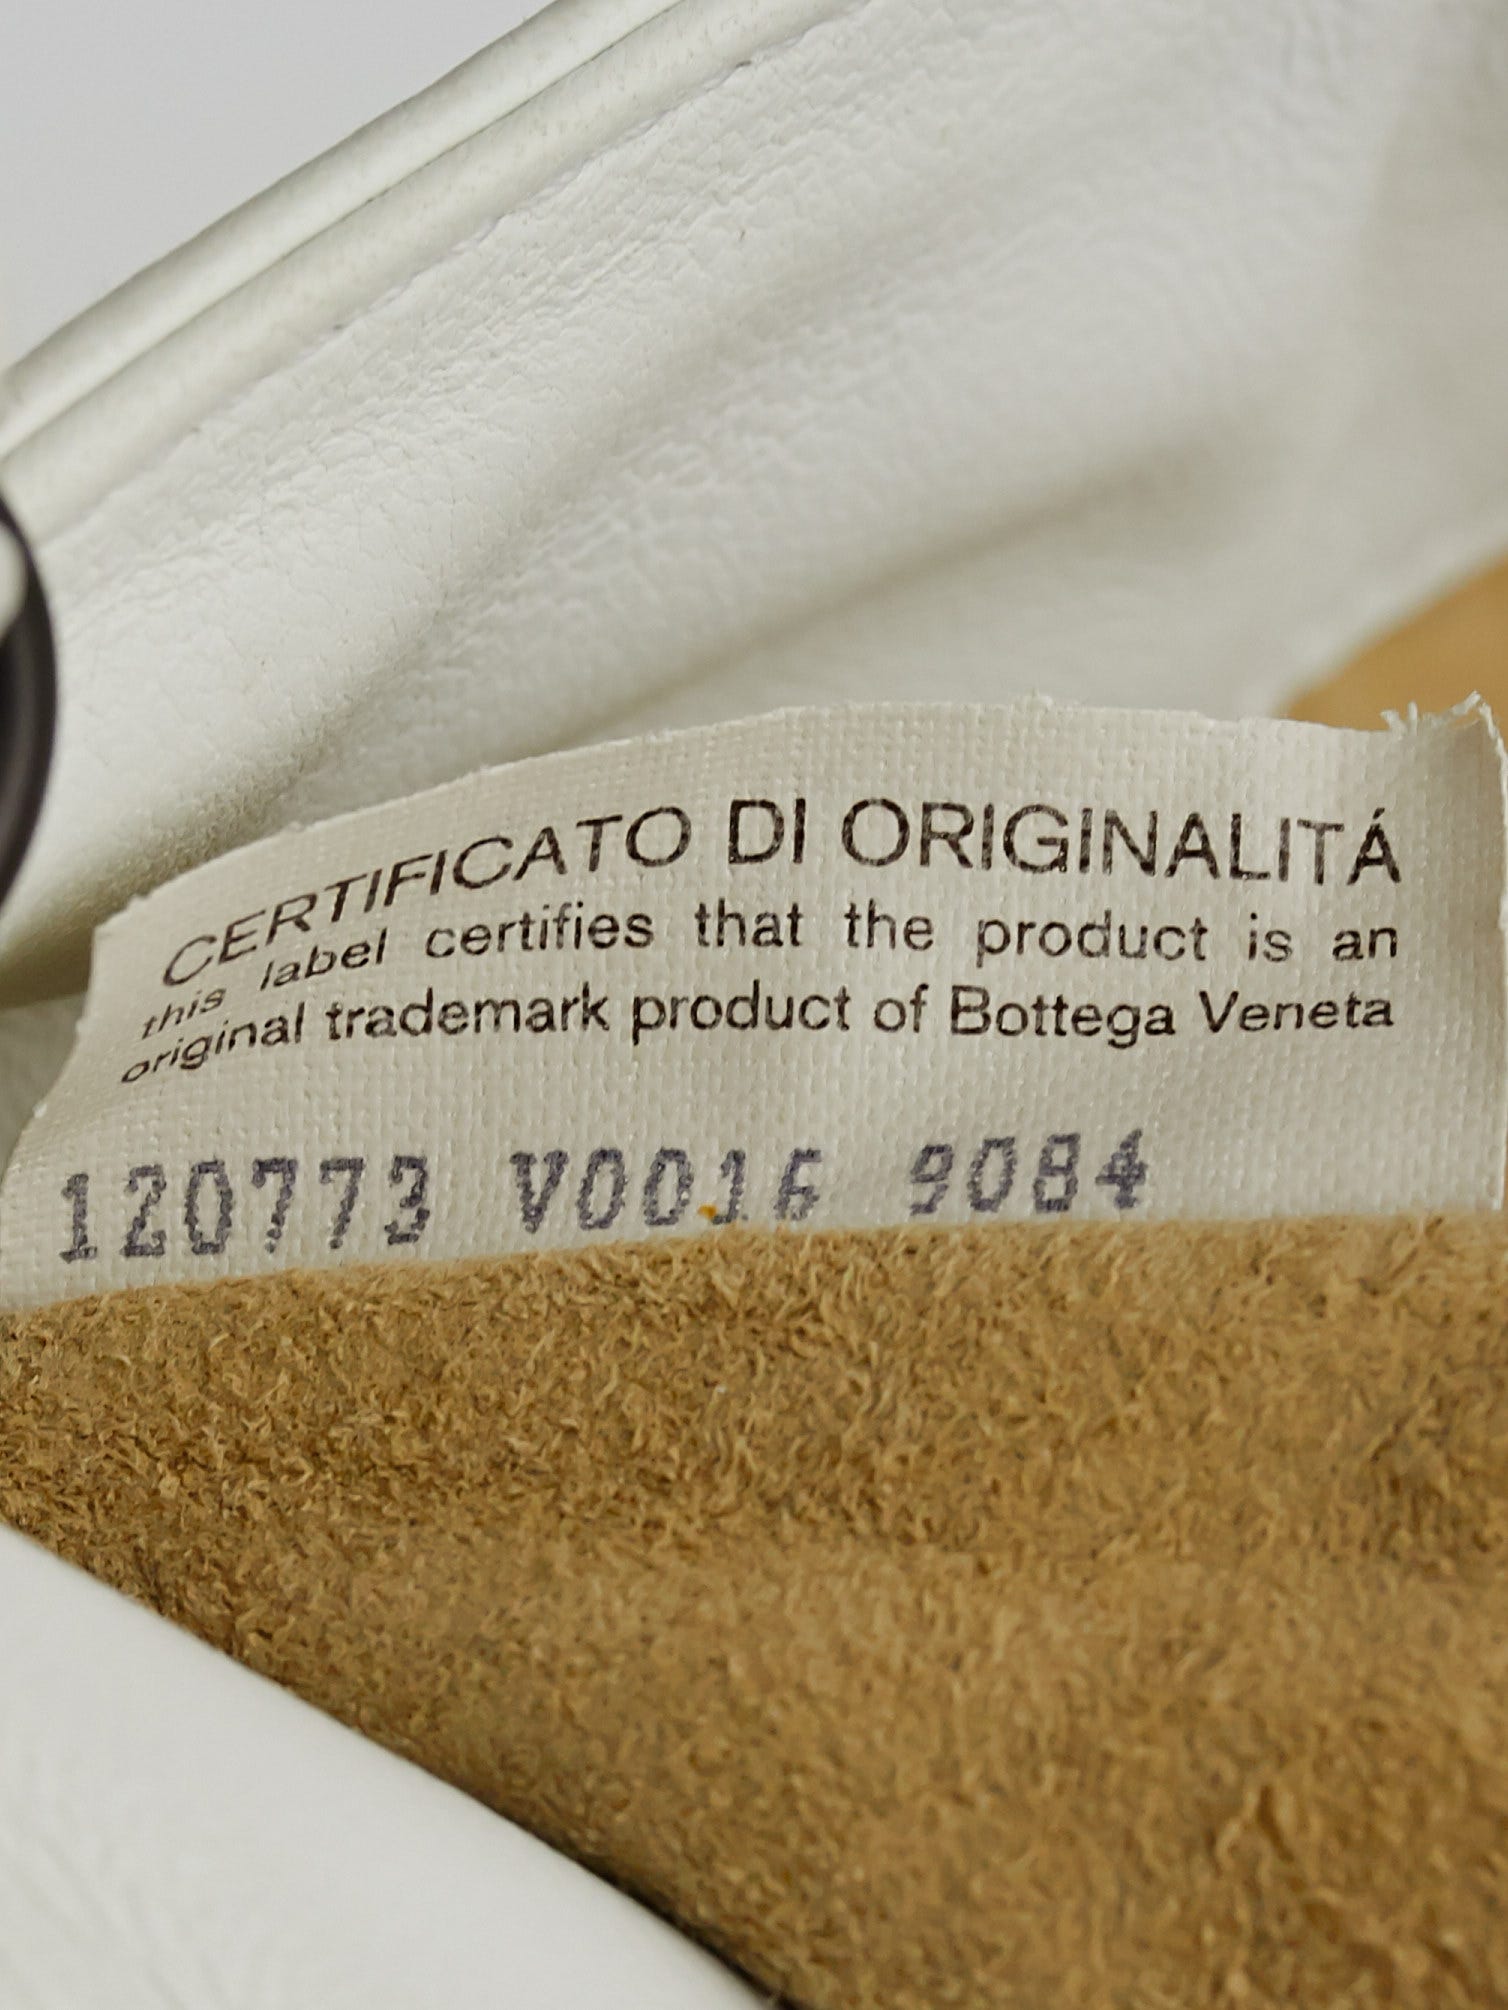 CERTIFICATO DI ORIGINALITÁ
this label certifies that the product is an
original trademark product of Bottega Veneta
120773 V0016 9084